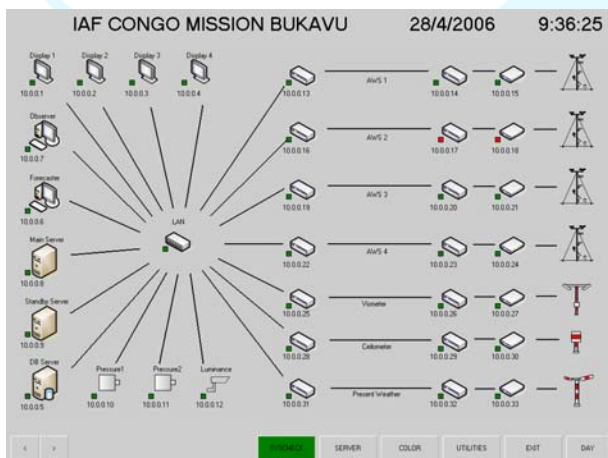 IAF CONGO MISSION BUKAVU 28/4/2006 9:36:25
Display 1 Display 2 Display 3 Display 4
10.0.0.1 10.0.0.2 10.0.0.3 10.0.0.4
10.0.0.13 AWS 1 10.0.0.14 10.0.0.15
Observer
10.0.0.7
10.0.0.16 AWS 2 10.0.0.17 10.0.0.18
Forecaster
10.0.0.6
10.0.0.19 AWS 3 10.0.0.20 10.0.0.21
LAN
Main Server
10.0.0.8
10.0.0.22 AWS 4 10.0.0.23 10.0.0.24
Standby Server
10.0.0.9
10.0.0.25 10.0.0.26 10.0.0.27
10.0.0.28 Ceilometer 10.0.0.29 10.0.0.30
DB Server Pressure1 Pressure2 Luminance
10.0.0.5 10.0.0.10 10.0.0.11 10.0.0.12
10.0.0.31 Present Weather 10.0.0.32 10.0.0.33
< > SERVER COLOR UTILITIES EXIT DAY